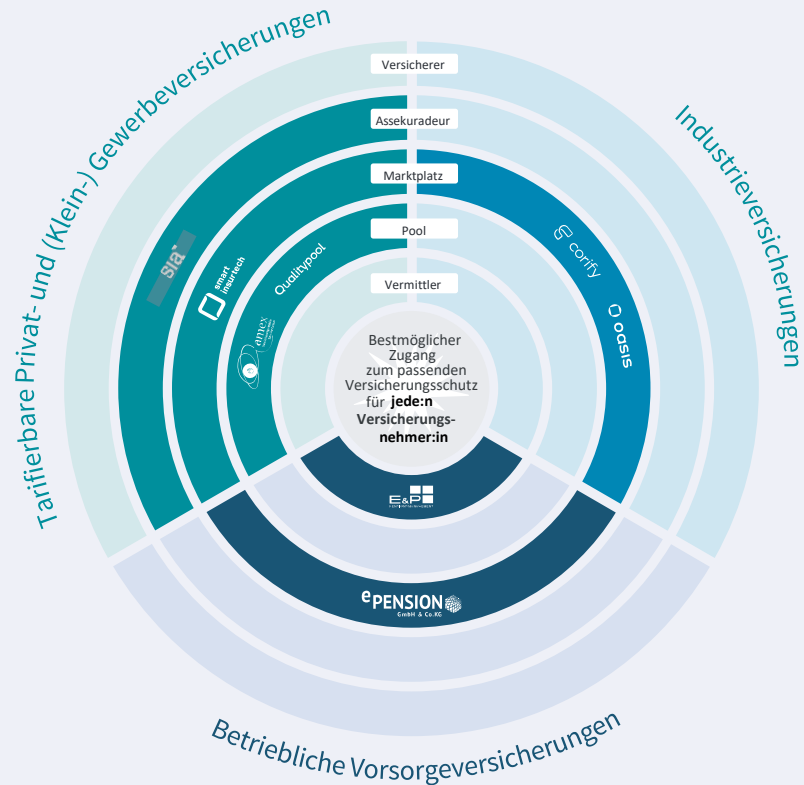 Tarifierbare Privat- und (Klein-) Gewerbeversicherungen
Industrieversicherungen
Versicherer
Assekuradeur
Marktplatz
Pool
Vermittler
sia
smart
insurtech
Qualitypool
amex
corify
oasis
Bestmöglicher
Zugang
zum passenden
Versicherungsschutz
für jede:n
Versicherungs-
nehmer:in
E&P
ePENSION
GmbH & Co.KG
Betriebliche Vorsorgeversicherungen